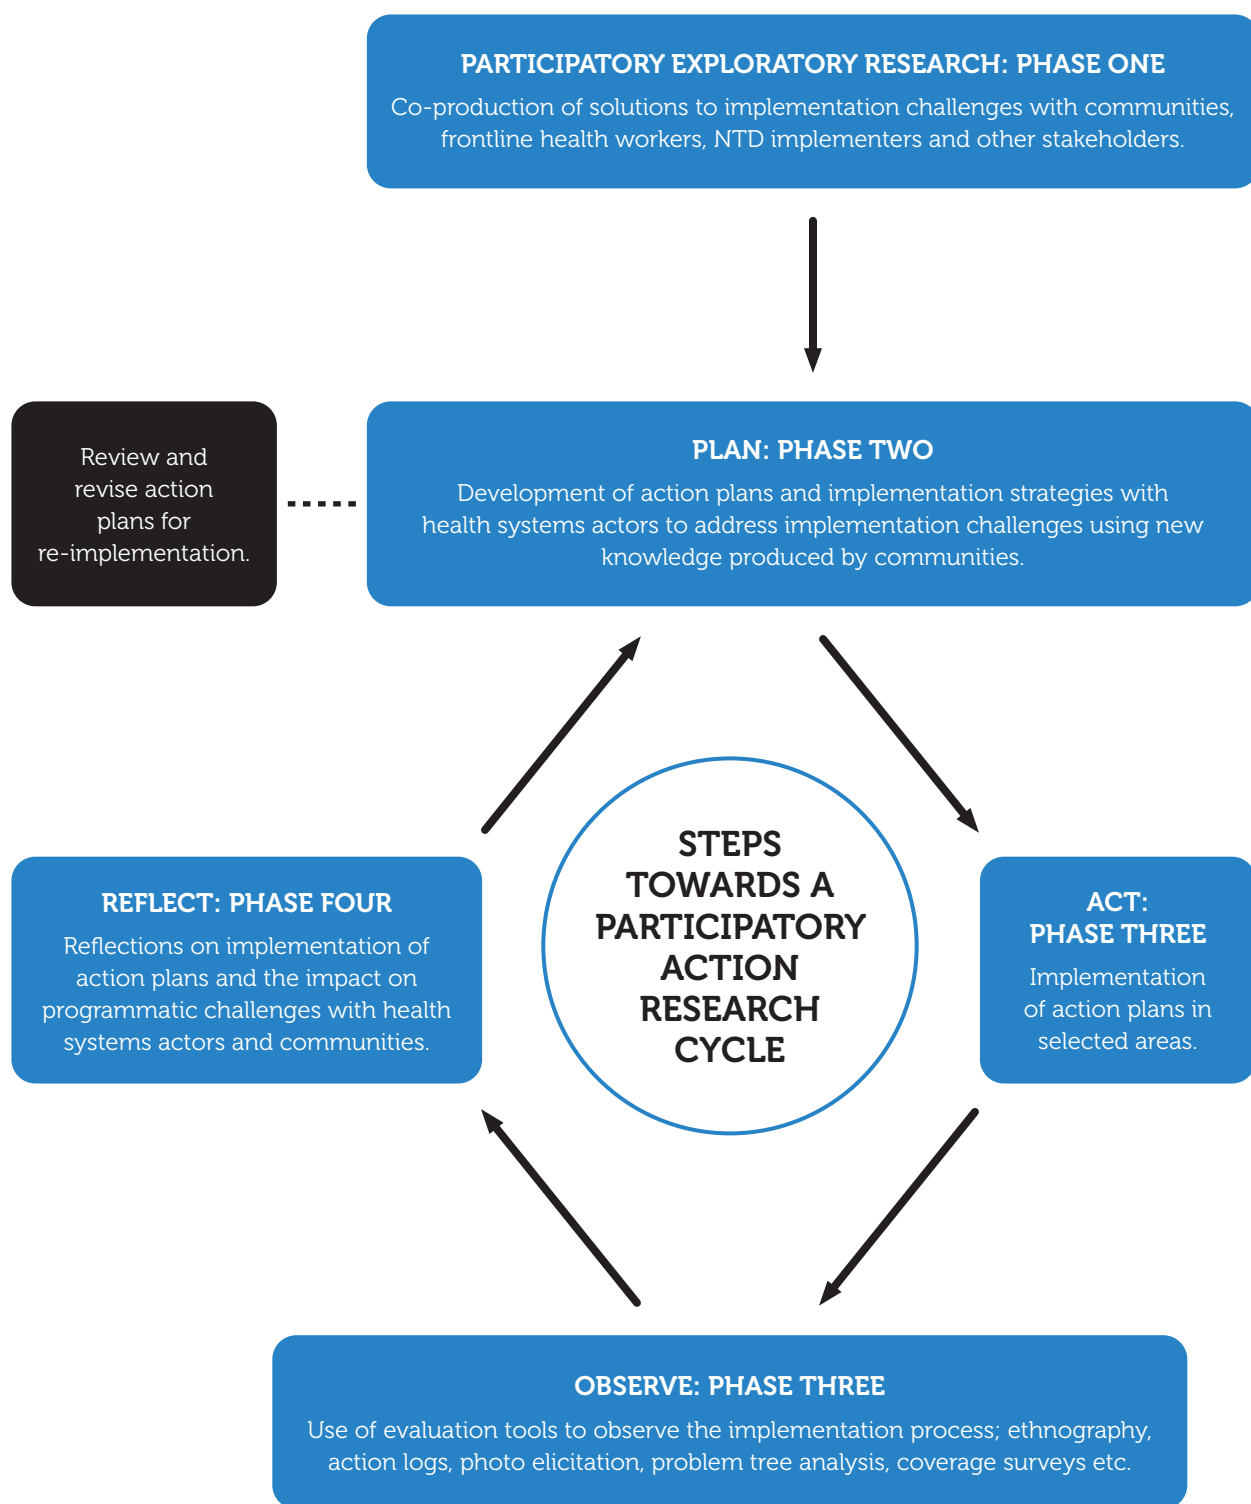 PARTICIPATORY EXPLORATORY RESEARCH: PHASE ONE
Co-production of solutions to implementation challenges with communities,
frontline health workers, NTD implementers and other stakeholders.
Review and
revise action
plans for
re-implementation.
PLAN: PHASE TWO
Development of action plans and implementation strategies with
health systems actors to address implementation challenges using new
knowledge produced by communities.
STEPS
TOWARDS A
PARTICIPATORY
ACTION
RESEARCH
CYCLE
ACT:
PHASE THREE
Implementation
of action plans in
selected areas.
OBSERVE: PHASE THREE
Use of evaluation tools to observe the implementation process; ethnography,
action logs, photo elicitation, problem tree analysis, coverage surveys etc.
REFLECT: PHASE FOUR
Reflections on implementation of
action plans and the impact on
programmatic challenges with health
systems actors and communities.